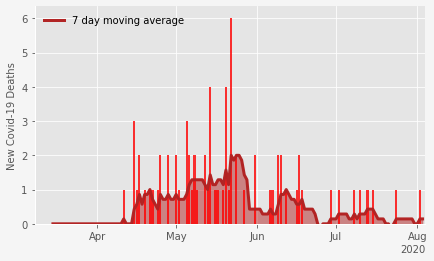 7 day moving average
New Covid-19 Deaths
6
5
4
3
2
1
0
Apr
May
Jun
Jul
Aug
2020